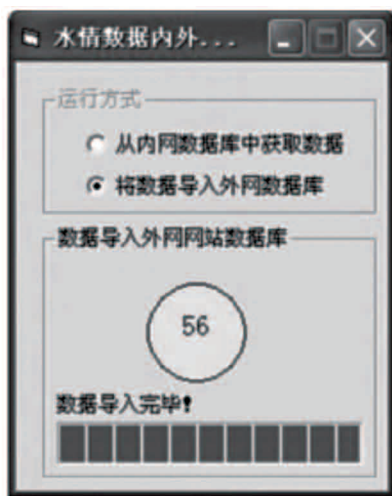 水情数据内外...
运行方式
从内网数据库中获取数据
将数据导入外网数据库
数据导入外网网站数据库
56
数据导入完毕!